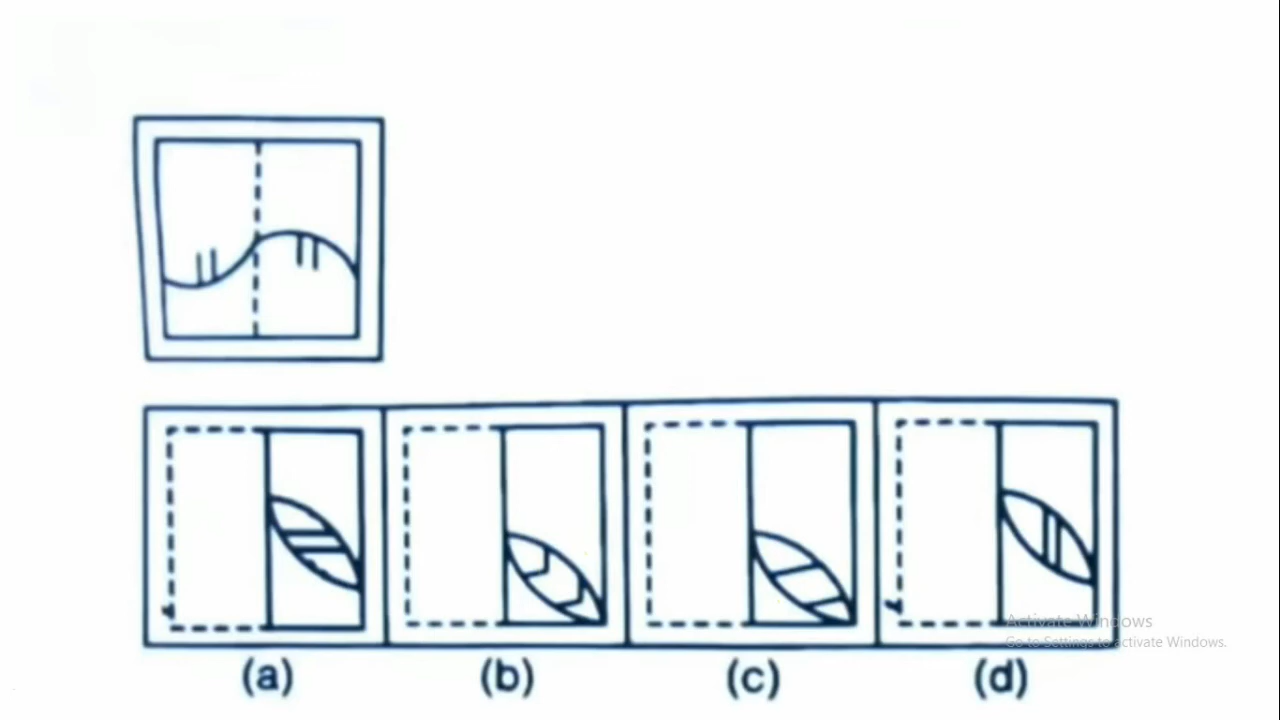 Activate Windows
Go to Settings to activate Windows.
(a) (b) (c) (d)